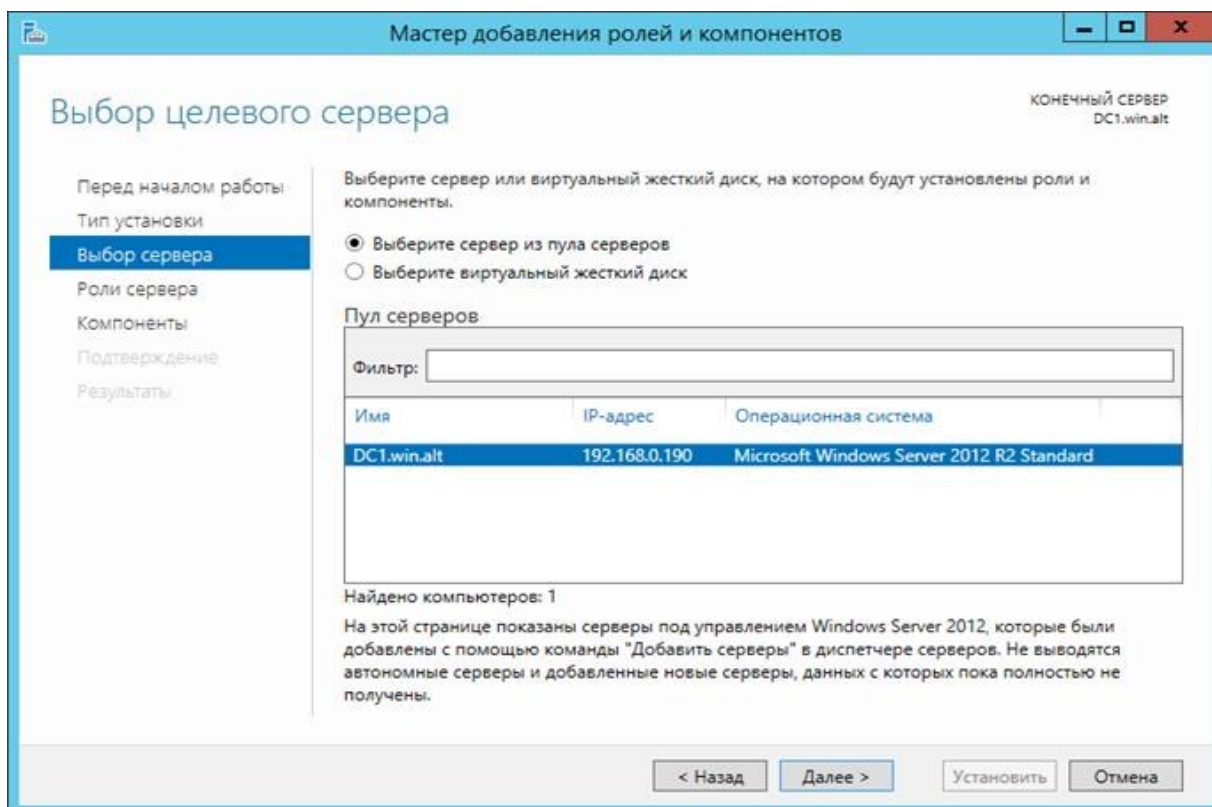 Мастер добавления ролей и компонентов
Выбор целевого сервера
КОНЕЧНЫЙ СЕРВЕР
DC1.win.alt
Перед началом работы
Тип установки
Выбор сервера
Роли сервера
Компоненты
Подтверждение
Результаты
Выберите сервер или виртуальный жесткий диск, на котором будут установлены роли и
компоненты.
Выберите сервер из пула серверов
Выберите виртуальный жесткий диск
Пул серверов
Фильтр:
Имя IP-адрес Операционная система
DC1.win.alt 192.168.0.190 Microsoft Windows Server 2012 R2 Standard
Найдено компьютеров: 1
На этой странице показаны серверы под управлением Windows Server 2012, которые были
добавлены с помощью команды "Добавить серверы" в диспетчере серверов. Не выводятся
автономные серверы и добавленные новые серверы, данных с которых пока полностью не
получены.
< Назад Далее > Установить Отмена